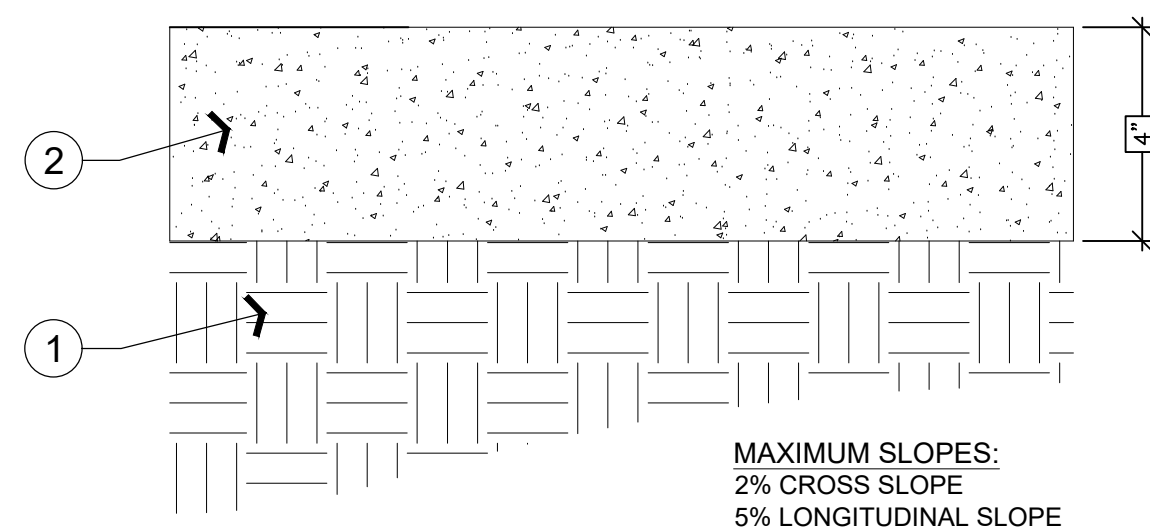 2
4"
1
MAXIMUM SLOPES:
2% CROSS SLOPE
5% LONGITUDINAL SLOPE